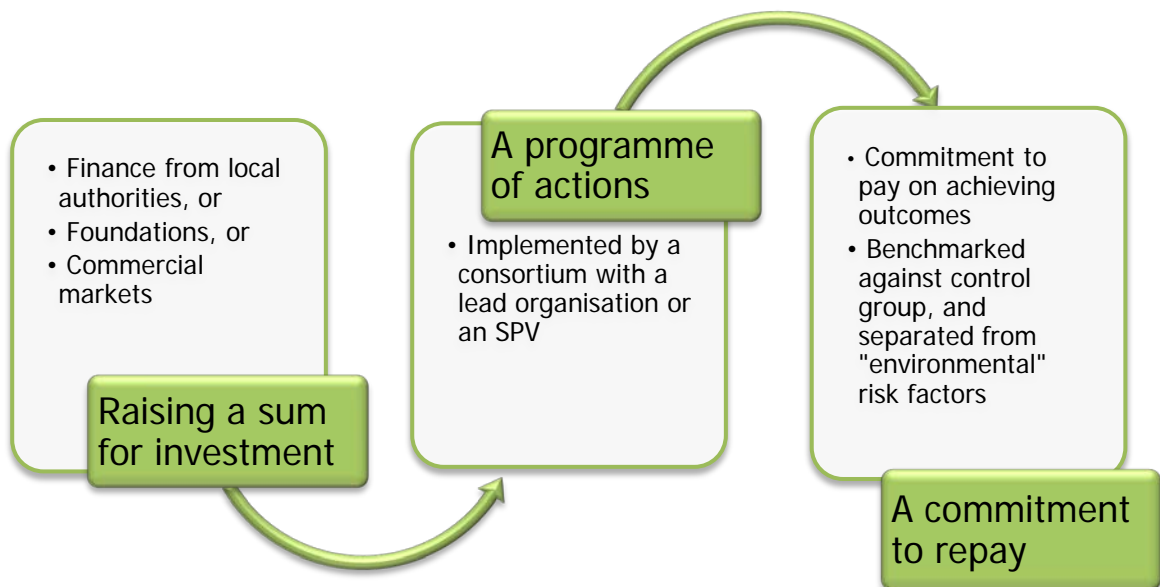 • Finance from local
authorities, or
• Foundations, or
• Commercial
markets
Raising a sum
for investment
A programme
of actions
• Implemented by a
consortium with a
lead organisation or
an SPV
• Commitment to
pay on achieving
outcomes
• Benchmarked
against control
group, and
separated from
"environmental"
risk factors
A commitment
to repay